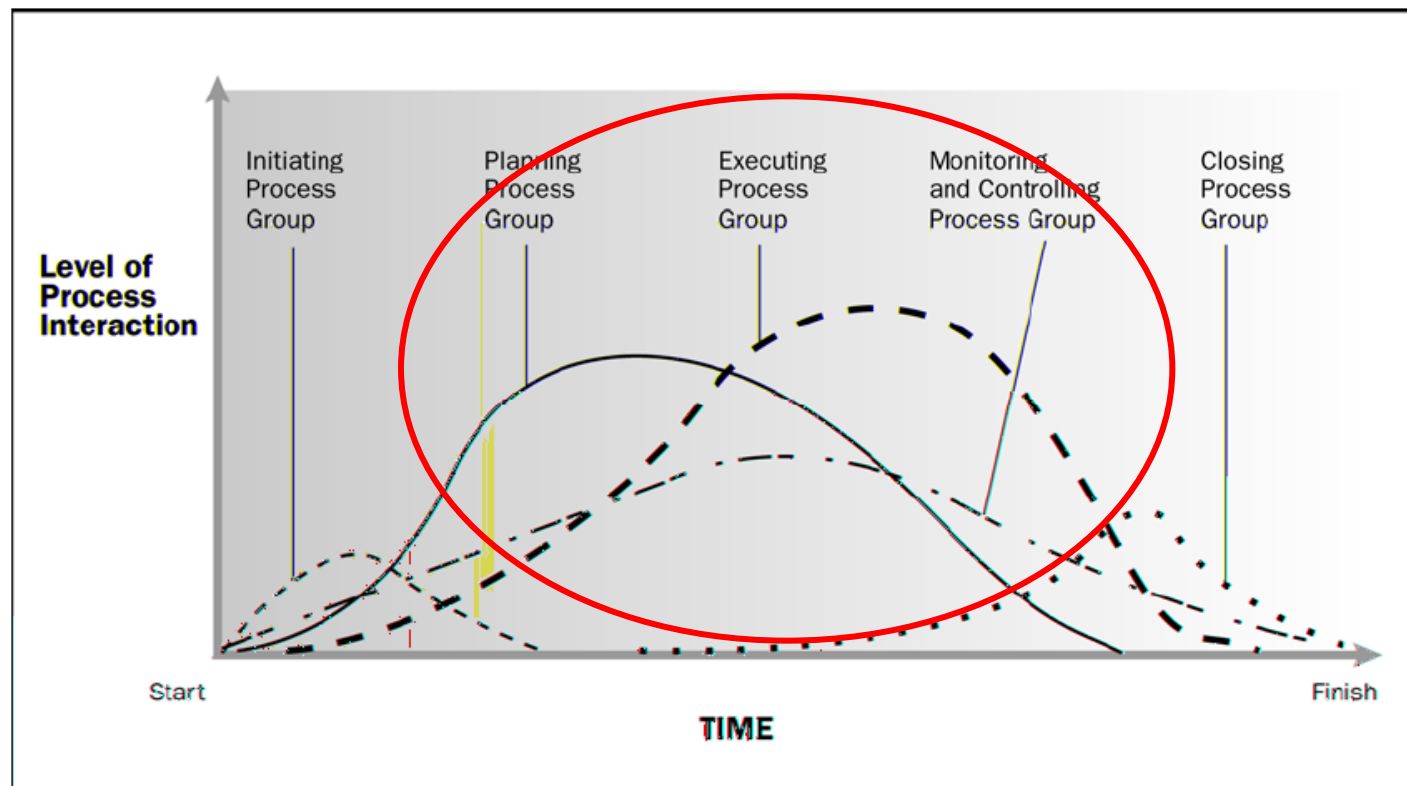 Initiating
Process
Group
Planning
Process
Group
Executing
Process
Group
Monitoring
and Controlling
Process Group
Closing
Process
Group
Level of
Process
Interaction
Start
Finish
TIME